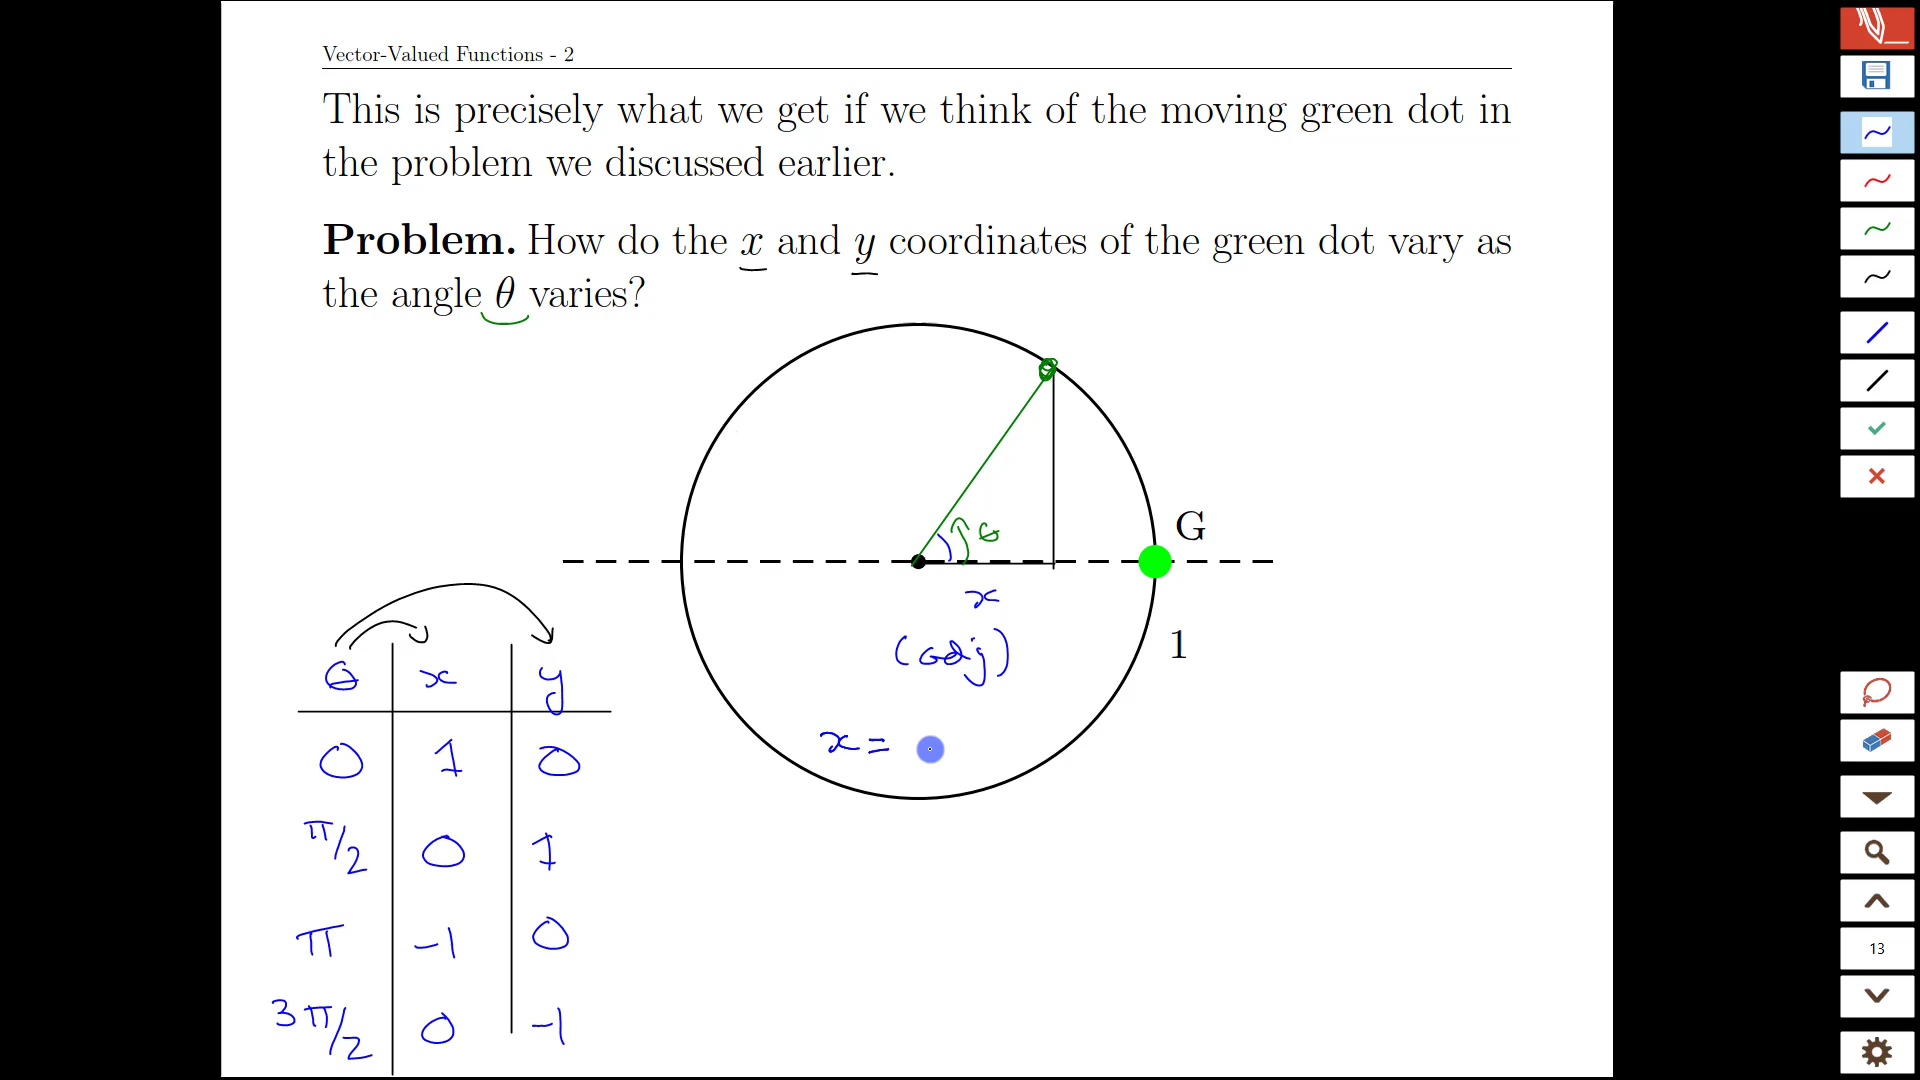 Vector-Valued Functions - 2
This is precisely what we get if we think of the moving green dot in
the problem we discussed earlier.
Problem. How do the x and y coordinates of the green dot vary as
the angle θ varies?
G
θ
x
(adj)
1
x =
θ x y
0 1 0
π/2 0 1
π -1 0
3π/2 0 -1
13